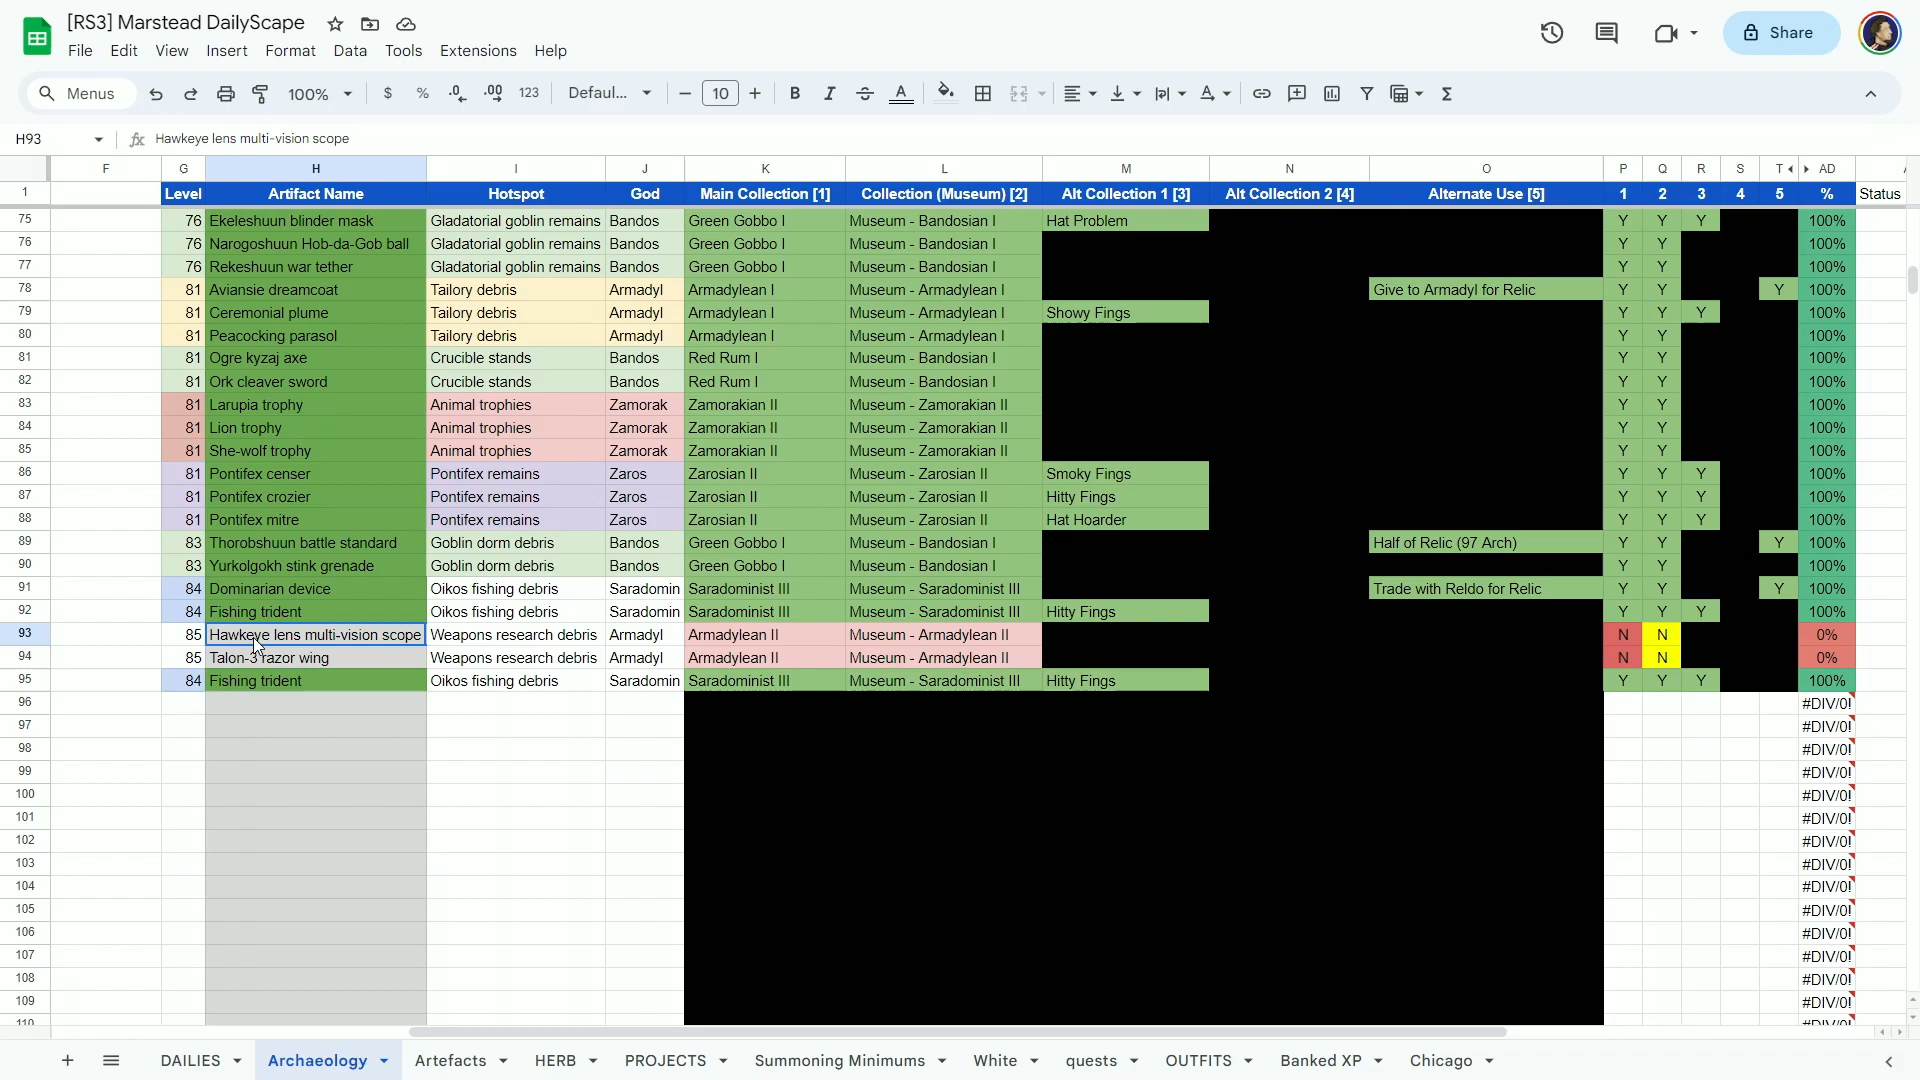 [RS3] Marstead DailyScape
File Edit View Insert Format Data Tools Extensions Help
Share
Menus 100% $ % .0 .00 123 Defaul... 10 B I A
H93 Hawkeye lens multi-vision scope
F G H I J K L M N O P Q R S T AD
1 Level Artifact Name Hotspot God Main Collection [1] Collection (Museum) [2] Alt Collection 1 [3] Alt Collection 2 [4] Alternate Use [5] 1 2 3 4 5 % Status
75 76 Ekeleshuun blinder mask Gladatorial goblin remains Bandos Green Gobbo I Museum - Bandosian I Hat Problem Y Y Y 100%
76 76 Narogoshuun Hob-da-Gob ball Gladatorial goblin remains Bandos Green Gobbo I Museum - Bandosian I Y Y 100%
77 76 Rekeshuun war tether Gladatorial goblin remains Bandos Green Gobbo I Museum - Bandosian I Y Y 100%
78 81 Aviansie dreamcoat Tailory debris Armadyl Armadylean I Museum - Armadylean I Give to Armadyl for Relic Y Y Y 100%
79 81 Ceremonial plume Tailory debris Armadyl Armadylean I Museum - Armadylean I Showy Fings Y Y Y 100%
80 81 Peacocking parasol Tailory debris Armadyl Armadylean I Museum - Armadylean I Y Y 100%
81 81 Ogre kyzaj axe Crucible stands Bandos Red Rum I Museum - Bandosian I Y Y 100%
82 81 Ork cleaver sword Crucible stands Bandos Red Rum I Museum - Bandosian I Y Y 100%
83 81 Larupia trophy Animal trophies Zamorak Zamorakian II Museum - Zamorakian II Y Y 100%
84 81 Lion trophy Animal trophies Zamorak Zamorakian II Museum - Zamorakian II Y Y 100%
85 81 She-wolf trophy Animal trophies Zamorak Zamorakian II Museum - Zamorakian II Y Y 100%
86 81 Pontifex censer Pontifex remains Zaros Zarosian II Museum - Zarosian II Smoky Fings Y Y Y 100%
87 81 Pontifex crozier Pontifex remains Zaros Zarosian II Museum - Zarosian II Hitty Fings Y Y Y 100%
88 81 Pontifex mitre Pontifex remains Zaros Zarosian II Museum - Zarosian II Hat Hoarder Y Y Y 100%
89 83 Thorobshuun battle standard Goblin dorm debris Bandos Green Gobbo I Museum - Bandosian I Half of Relic (97 Arch) Y Y Y 100%
90 83 Yurkolgokh stink grenade Goblin dorm debris Bandos Green Gobbo I Museum - Bandosian I Y Y 100%
91 84 Dominarian device Oikos fishing debris Saradomin Saradominist III Museum - Saradominist III Trade with Reldo for Relic Y Y Y 100%
92 84 Fishing trident Oikos fishing debris Saradomin Saradominist III Museum - Saradominist III Hitty Fings Y Y Y 100%
93 85 Hawkeye lens multi-vision scope Weapons research debris Armadyl Armadylean II Museum - Armadylean II N N 0%
94 85 Talon-3 razor wing Weapons research debris Armadyl Armadylean II Museum - Armadylean II N N 0%
95 84 Fishing trident Oikos fishing debris Saradomin Saradominist III Museum - Saradominist III Hitty Fings Y Y Y 100%
96 #DIV/0!
97 #DIV/0!
98 #DIV/0!
99 #DIV/0!
100 #DIV/0!
101 #DIV/0!
102 #DIV/0!
103 #DIV/0!
104 #DIV/0!
105 #DIV/0!
106 #DIV/0!
107 #DIV/0!
108 #DIV/0!
109 #DIV/0!
110 #DIV/0!
DAILIES Archaeology Artefacts HERB PROJECTS Summoning Minimums White quests OUTFITS Banked XP Chicago